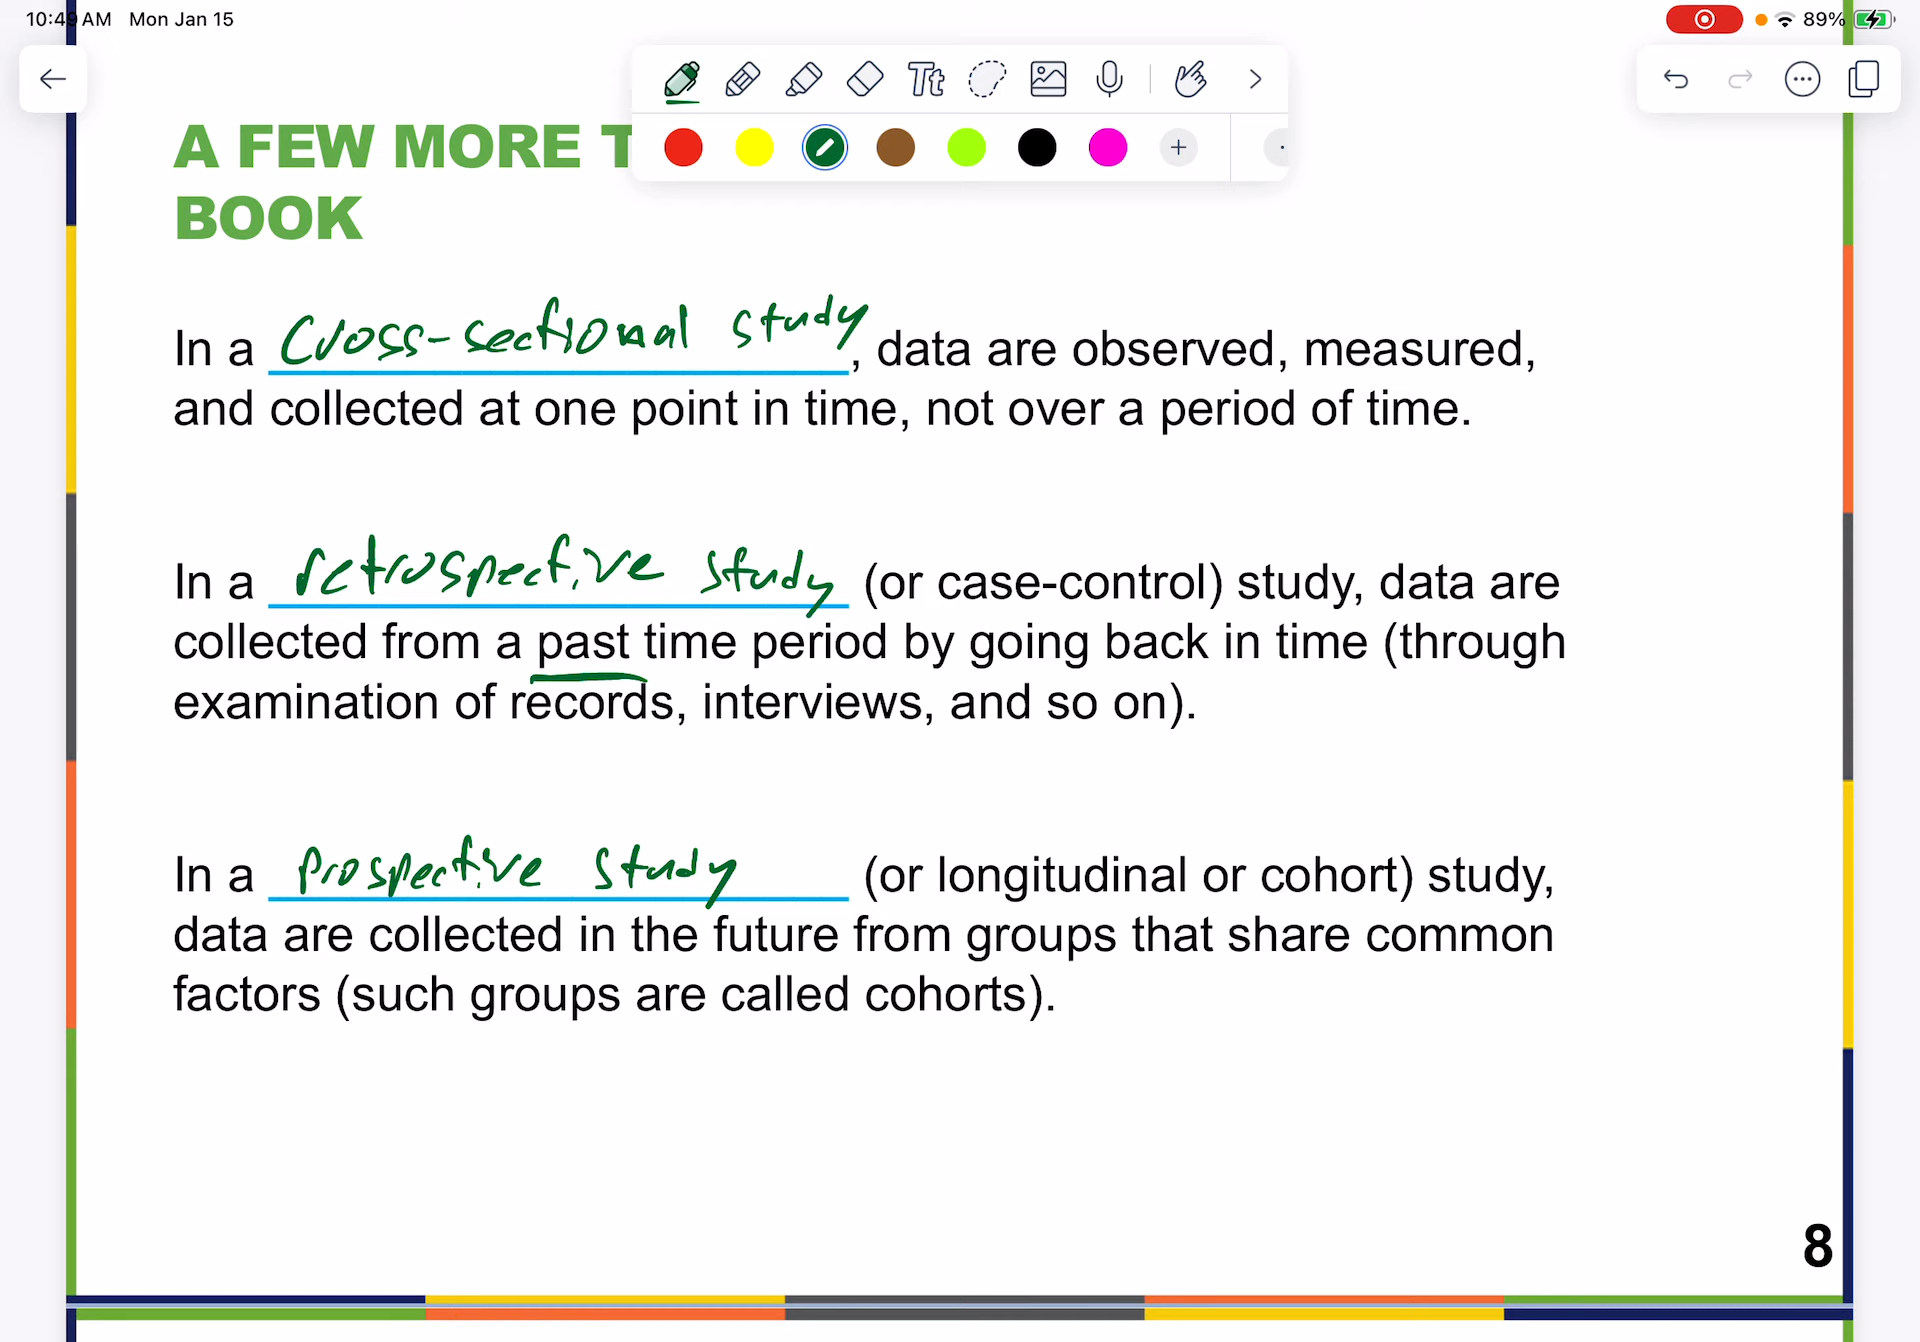 10:49 AM Mon Jan 15
89%
Tt
A FEW MORE T
BOOK
In a Cross-sectional study, data are observed, measured,
and collected at one point in time, not over a period of time.
In a retrospective study (or case-control) study, data are
collected from a past time period by going back in time (through
examination of records, interviews, and so on).
In a Prospective study (or longitudinal or cohort) study,
data are collected in the future from groups that share common
factors (such groups are called cohorts).
8